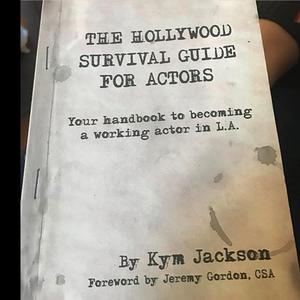 THE HOLLYWOOD
SURVIVAL GUIDE
FOR ACTORS
Your handbook to becoming
a working actor in L.A.
By Kym Jackson
Foreword by Jeremy Gordon, CSA